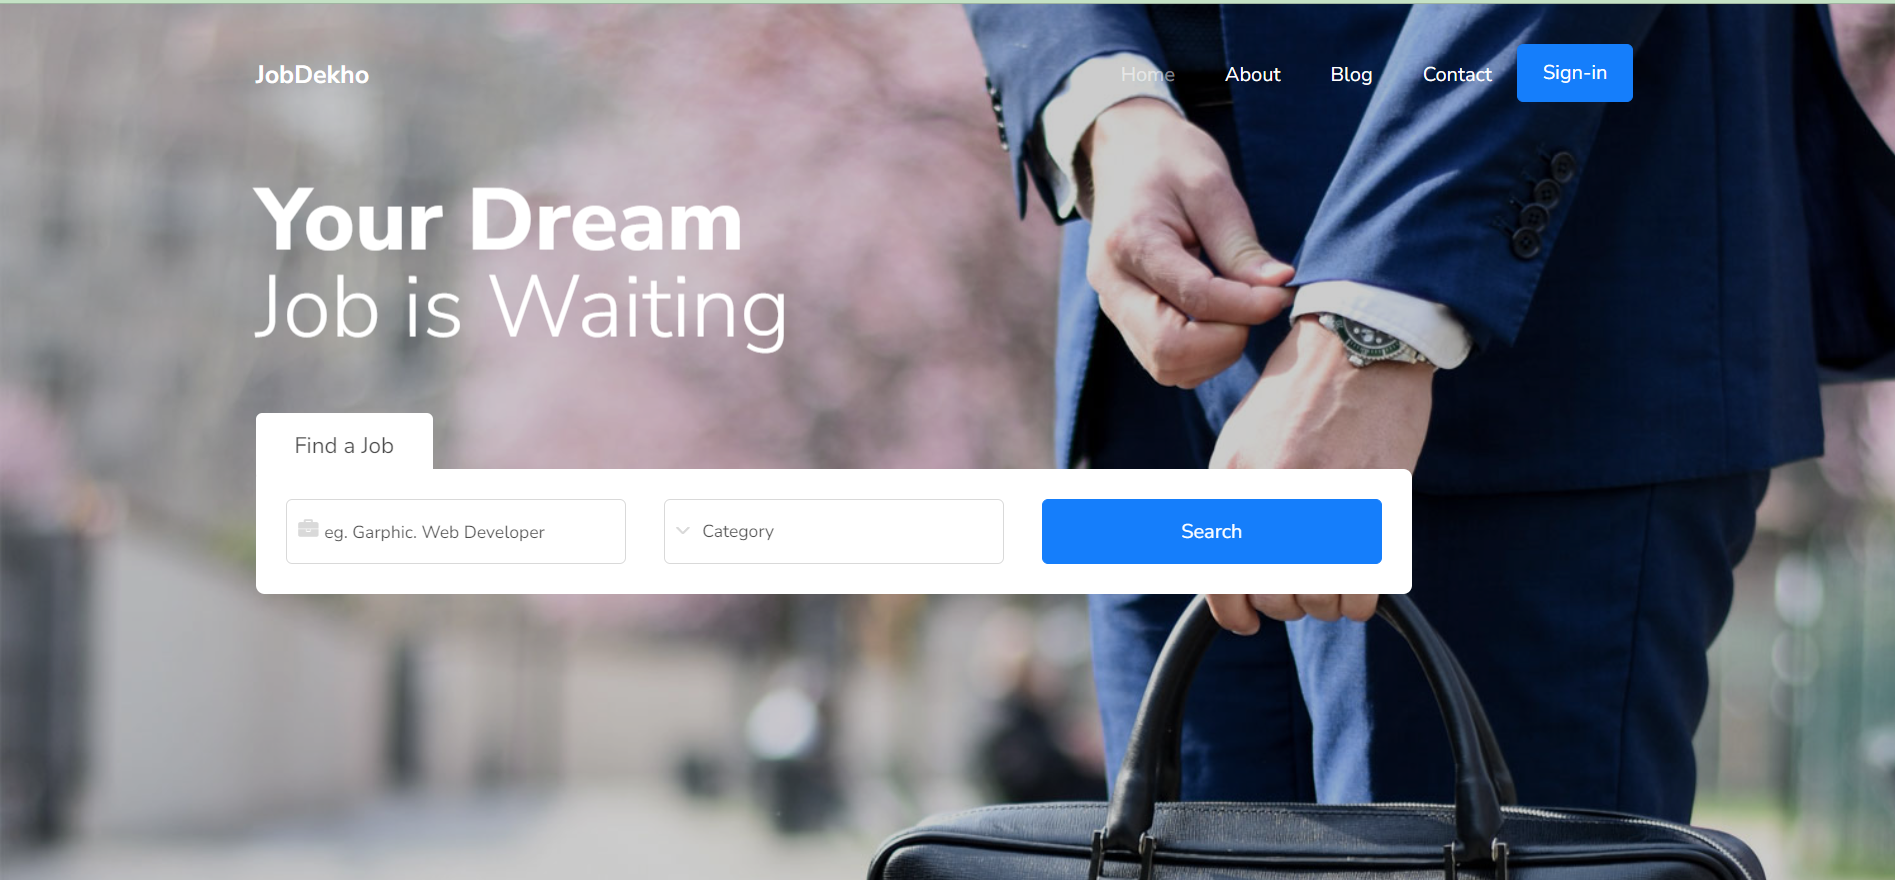 JobDekho
Home About Blog Contact Sign-in
Your Dream
Job is Waiting
Find a Job
eg. Garphic. Web Developer
Category
Search